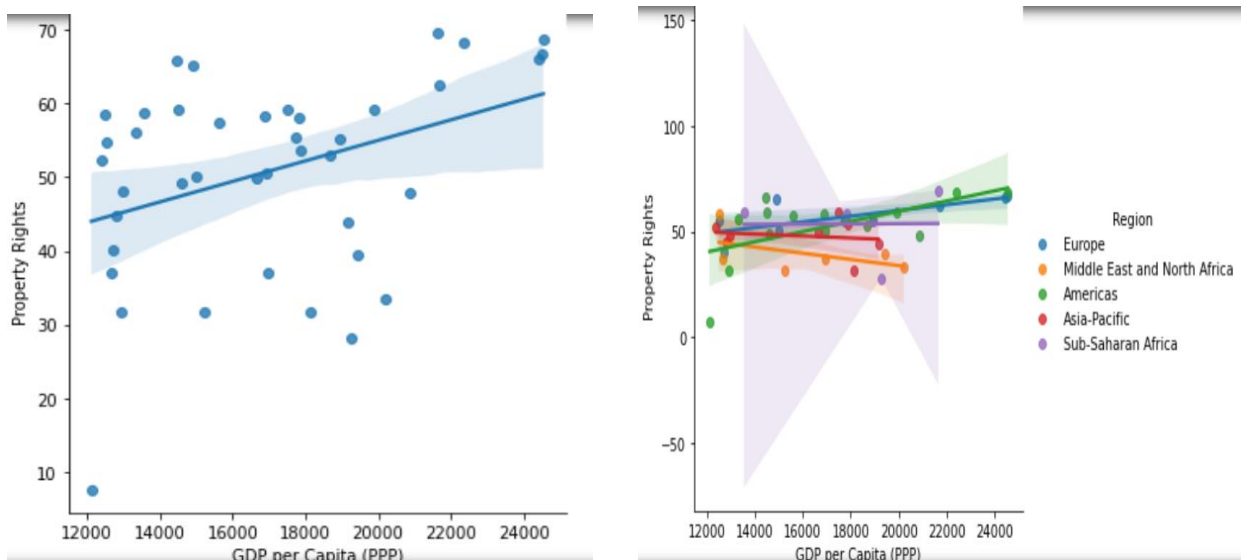 70
60
50
40
30
20
10
Property Rights
12000 14000 16000 18000 20000 22000 24000
GDP per Capita (PPP)
150
100
50
0
−50
Property Rights
12000 14000 16000 18000 20000 22000 24000
GDP per Capita (PPP)
Region
Europe
Middle East and North Africa
Americas
Asia-Pacific
Sub-Saharan Africa